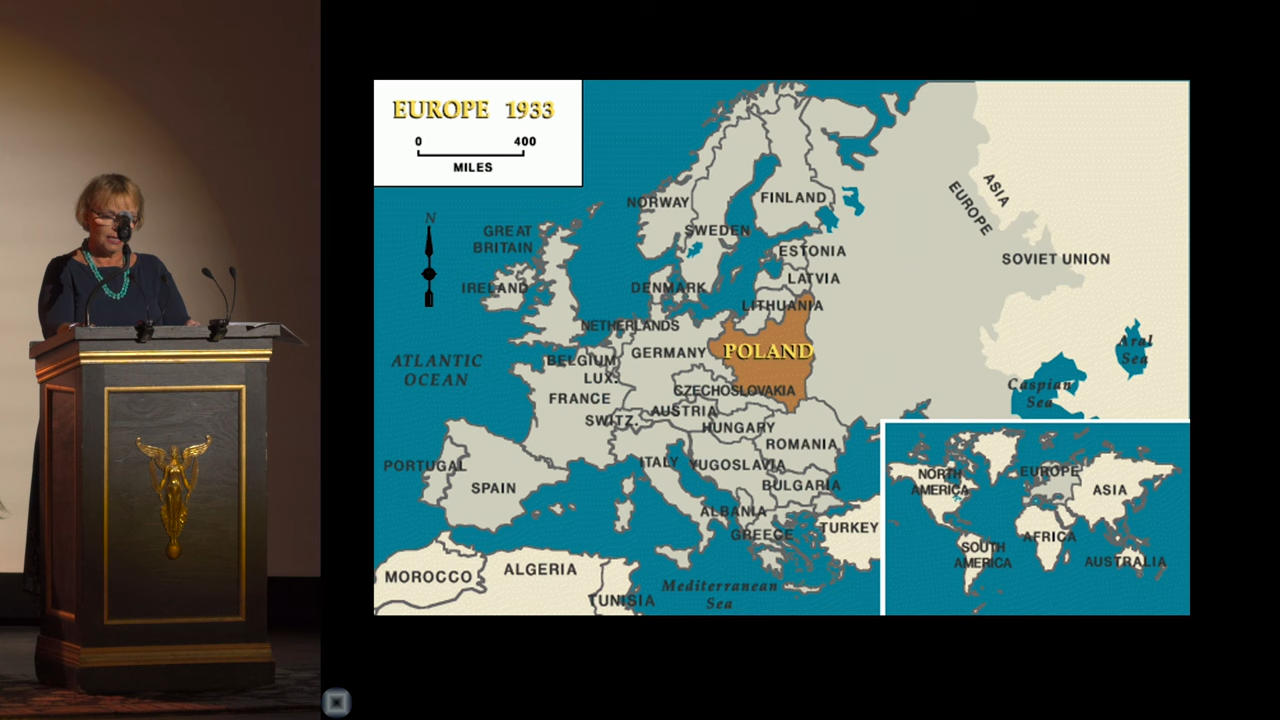 EUROPE 1933
0 400
MILES
N
NORWAY
FINLAND
SWEDEN
GREAT
BRITAIN
ESTONIA
LATVIA
IRELAND
DENMARK
LITHUANIA
NETHERLANDS
GERMANY
POLAND
BELGIUM
LUX.
CZECHOSLOVAKIA
FRANCE
AUSTRIA
SWITZ.
HUNGARY
ROMANIA
ITALY
YUGOSLAVIA
PORTUGAL
SPAIN
BULGARIA
ALBANIA
GREECE
TURKEY
MOROCCO
ALGERIA
TUNISIA
Mediterranean
Sea
ATLANTIC
OCEAN
ASIA
EUROPE
SOVIET UNION
Aral
Sea
Caspian
Sea
NORTH
AMERICA
EUROPE
ASIA
AFRICA
SOUTH
AMERICA
AUSTRALIA